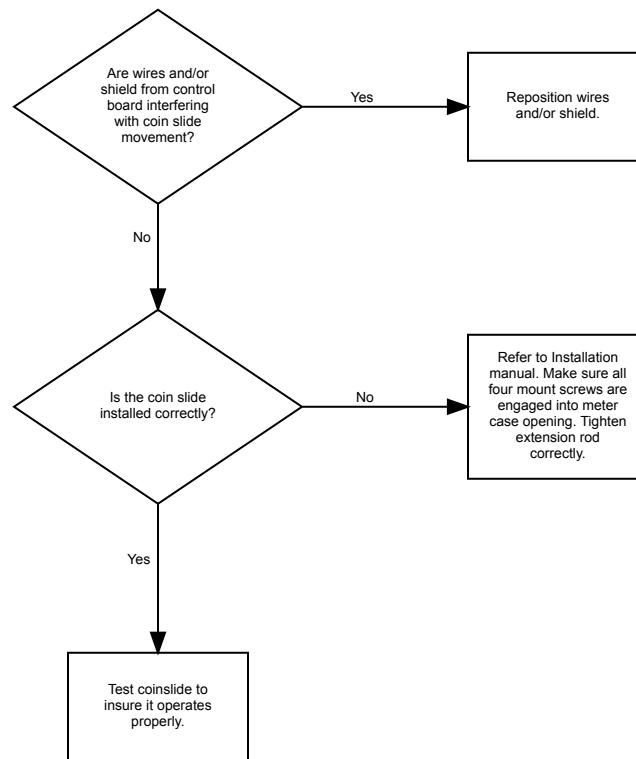 Are wires and/or
shield from control
board interfering
with coin slide
movement?
Yes
Reposition wires
and/or shield.
No
Is the coin slide
installed correctly?
No
Refer to Installation
manual. Make sure all
four mount screws are
engaged into meter
case opening. Tighten
extension rod
correctly.
Yes
Test coinslide to
insure it operates
properly.